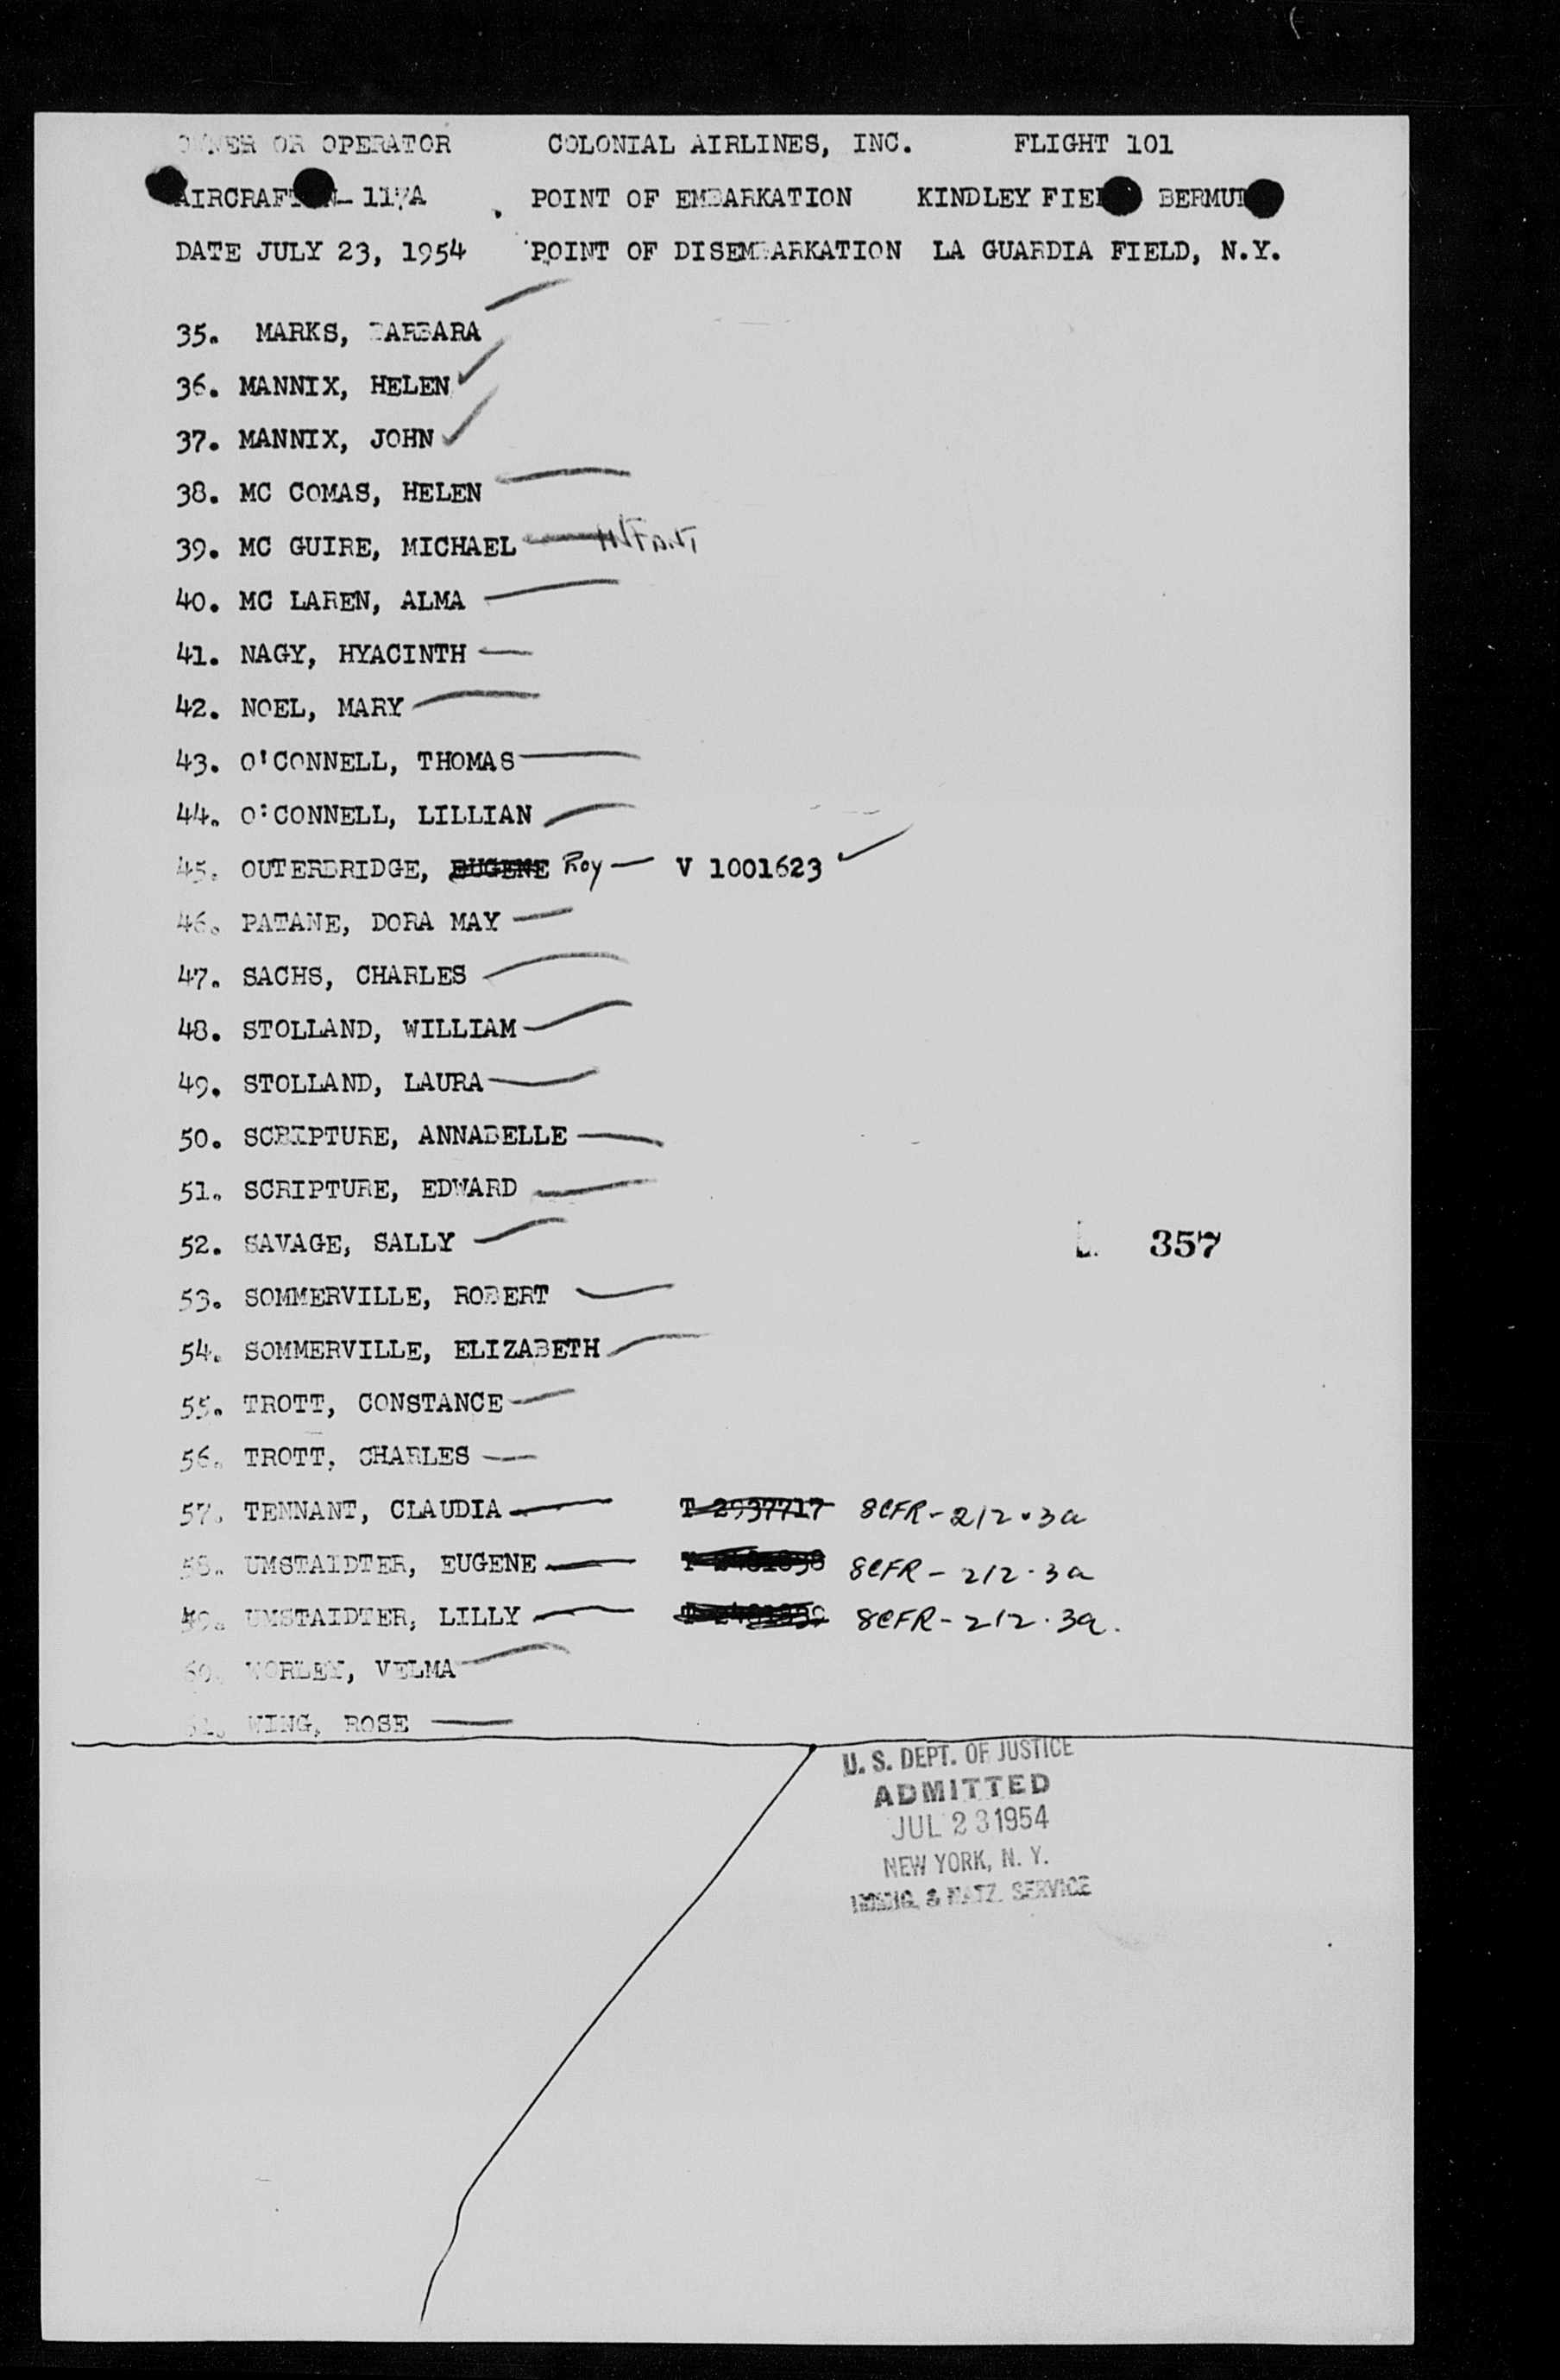 OWNER OR OPERATOR COLONIAL AIRLINES, INC. FLIGHT 101
AIRCRAFT 117A POINT OF EMBARKATION KINDLEY FIELD BERMUDA
DATE JULY 23, 1954 POINT OF DISEMBARKATION LA GUARDIA FIELD, N.Y.
35. MARKS, BARBARA
36. MANNIX, HELEN ✓
37. MANNIX, JOHN ✓
38. MC COMAS, HELEN
39. MC GUIRE, MICHAEL — INFANT
40. MC LAREN, ALMA —
41. NAGY, HYACINTH —
42. NOEL, MARY —
43. O'CONNELL, THOMAS —
44. O'CONNELL, LILLIAN —
45. OUTERBRIDGE, EUGENE Roy — V 1001623 ✓
46. PATANE, DORA MAY —
47. SACHS, CHARLES —
48. STOLLAND, WILLIAM —
49. STOLLAND, LAURA —
50. SCRIPTURE, ANNABELLE —
51. SCRIPTURE, EDWARD —
52. SAVAGE, SALLY — L 357
53. SOMMERVILLE, ROBERT —
54. SOMMERVILLE, ELIZABETH —
55. TROTT, CONSTANCE —
56. TROTT, CHARLES —
57. TENNANT, CLAUDIA — T 2937717 8CFR-212.3a
58. UMSTAIDTER, EUGENE — 8CFR-212.3a
59. UMSTAIDTER, LILLY — 8CFR-212.3a.
60. WORLEY, VELMA —
61. WING, ROSE —
U. S. DEPT. OF JUSTICE
ADMITTED
JUL 23 1954
NEW YORK, N. Y.
IMMIG. & NATZ. SERVICE